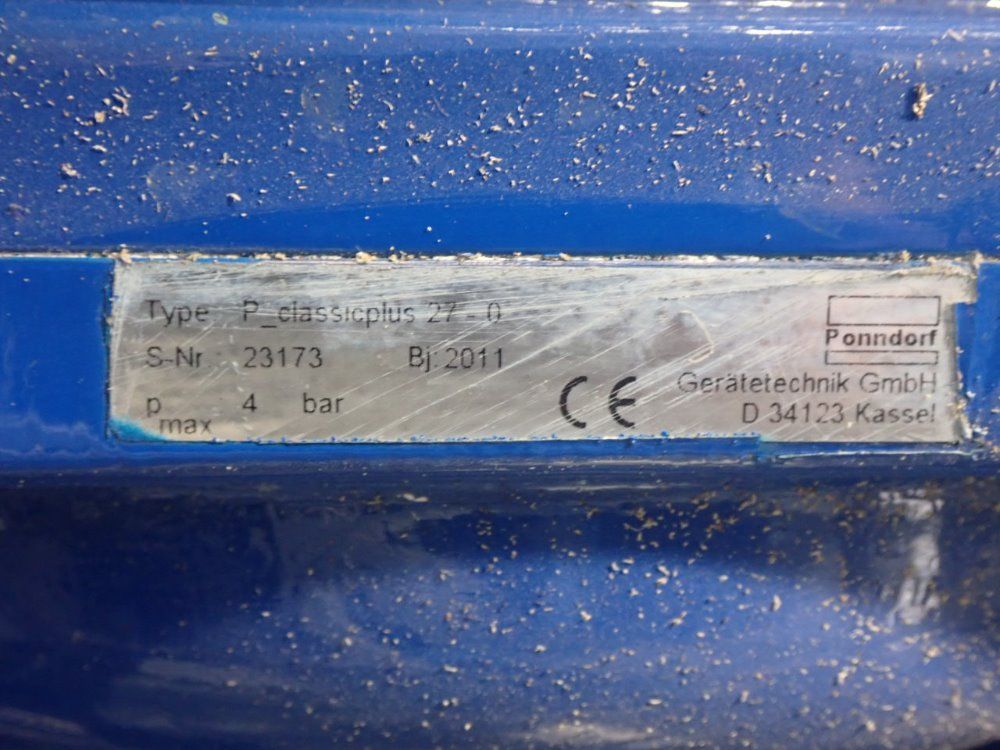 Type P_classicplus 27 - 0
S-Nr. 23173 Bj: 2011
p max 4 bar
CE
Ponndorf
Gerätetechnik GmbH
D 34123 Kassel